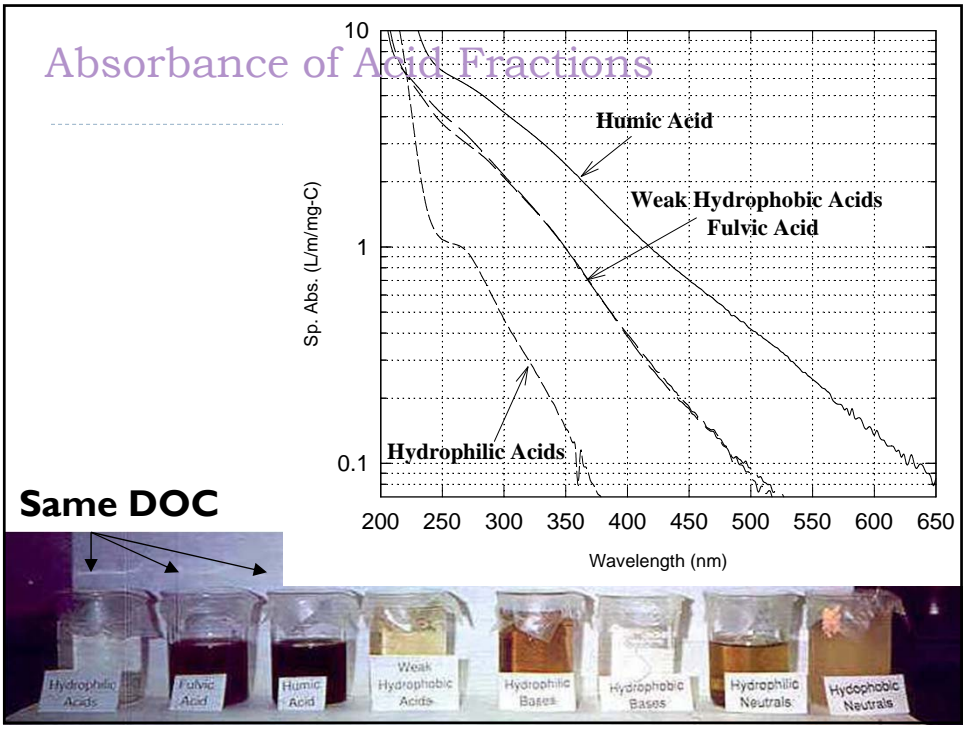 Absorbance of Acid Fractions
10
1
0.1
Sp. Abs. (L/m/mg-C)
Humic Acid
Weak Hydrophobic Acids
Fulvic Acid
Hydrophilic Acids
200 250 300 350 400 450 500 550 600 650
Wavelength (nm)
Same DOC
Hydrophilic
Acids
Fulvic
Acid
Humic
Acid
Weak
Hydrophobic
Acids
Hydrophilic
Bases
Hydrophobic
Bases
Hydrophilic
Neutrals
Hydophobic
Neutrals